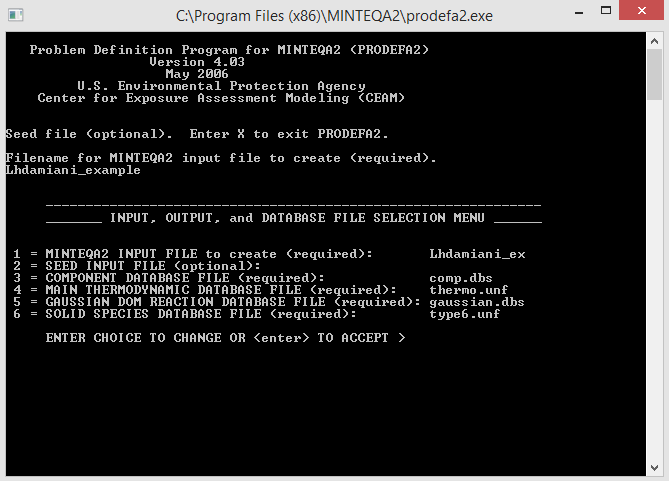 C:\Program Files (x86)\MINTEQA2\prodefa2.exe
Problem Definition Program for MINTEQA2 (PRODEFA2)
Version 4.03
May 2006
U.S. Environmental Protection Agency
Center for Exposure Assessment Modeling (CEAM)
Seed file (optional).  Enter X to exit PRODEFA2.
Filename for MINTEQA2 input file to create (required).
Lhdamiani_example
_______ INPUT, OUTPUT, and DATABASE FILE SELECTION MENU ______
1 = MINTEQA2 INPUT FILE to create (required):       Lhdamiani_ex
2 = SEED INPUT FILE (optional):
3 = COMPONENT DATABASE FILE (required):             comp.dbs
4 = MAIN THERMODYNAMIC DATABASE FILE (required):    thermo.unf
5 = GAUSSIAN DOM REACTION DATABASE FILE (required): gaussian.dbs
6 = SOLID SPECIES DATABASE FILE (required):         type6.unf
ENTER CHOICE TO CHANGE OR <enter> TO ACCEPT >